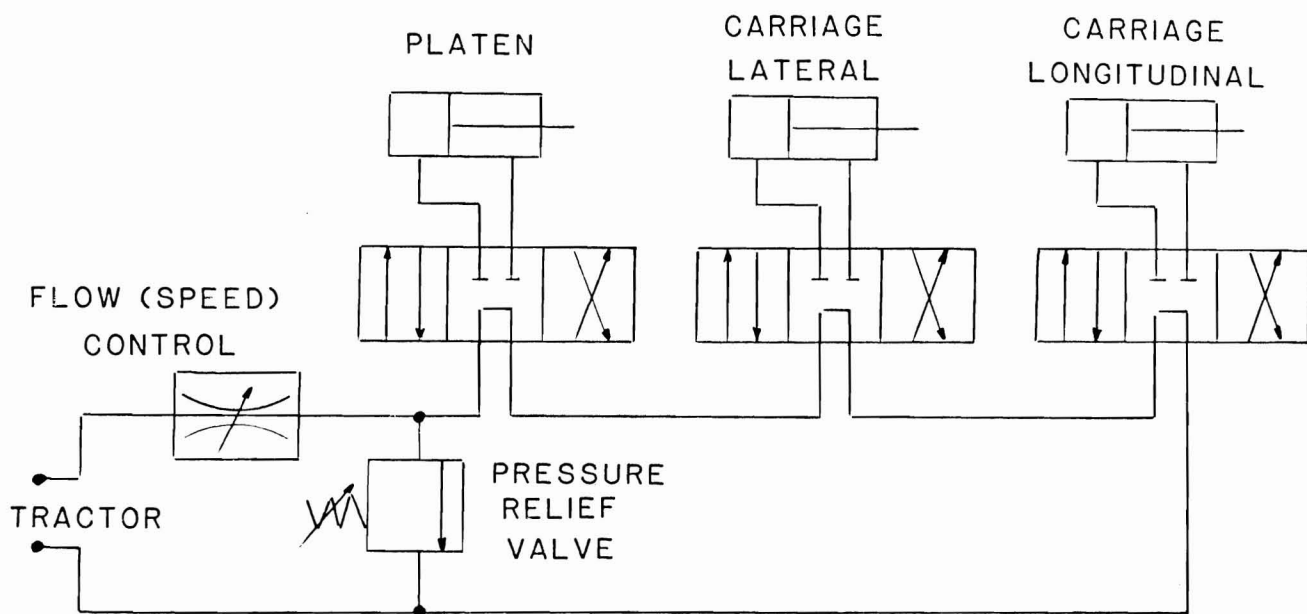 PLATEN
CARRIAGE
LATERAL
CARRIAGE
LONGITUDINAL
FLOW (SPEED)
CONTROL
TRACTOR
PRESSURE
RELIEF
VALVE